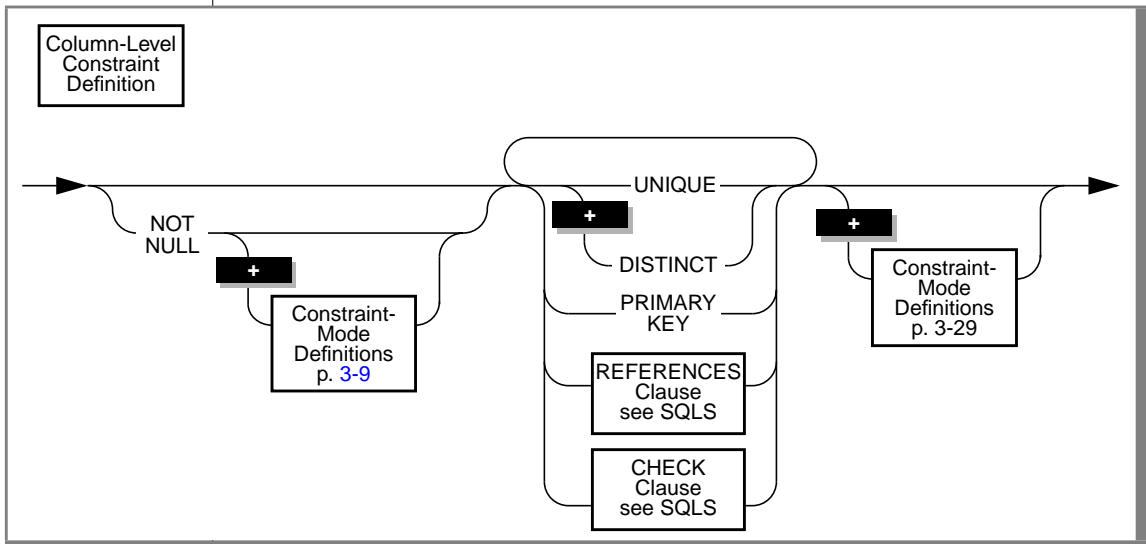 Column-Level
Constraint
Definition
UNIQUE
NOT
NULL
+
+
+
DISTINCT
Constraint-
Mode
Definitions
p. 3-29
Constraint-
Mode
Definitions
p. 3-9
PRIMARY
KEY
REFERENCES
Clause
see SQLS
CHECK
Clause
see SQLS